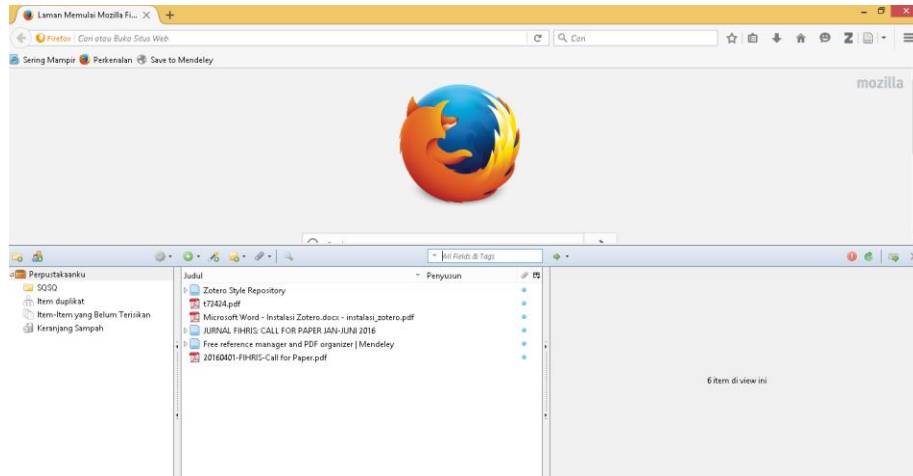 Laman Memulai Mozilla Fi...
Firefox Cari atau Buka Situs Web
Cari
Sering Mampir Perkenalan Save to Mendeley
mozilla
All Fields & Tags
Perpustakaanku
SQSQ
Item duplikat
Item-Item yang Belum Terisikan
Keranjang Sampah
Judul Penyusun
Zotero Style Repository
t72424.pdf
Microsoft Word - Instalasi Zotero.docx - instalasi_zotero.pdf
JURNAL FIHRIS: CALL FOR PAPER JAN-JUNI 2016
Free reference manager and PDF organizer | Mendeley
20160401-FIHRIS-Call for Paper.pdf
6 item di view ini